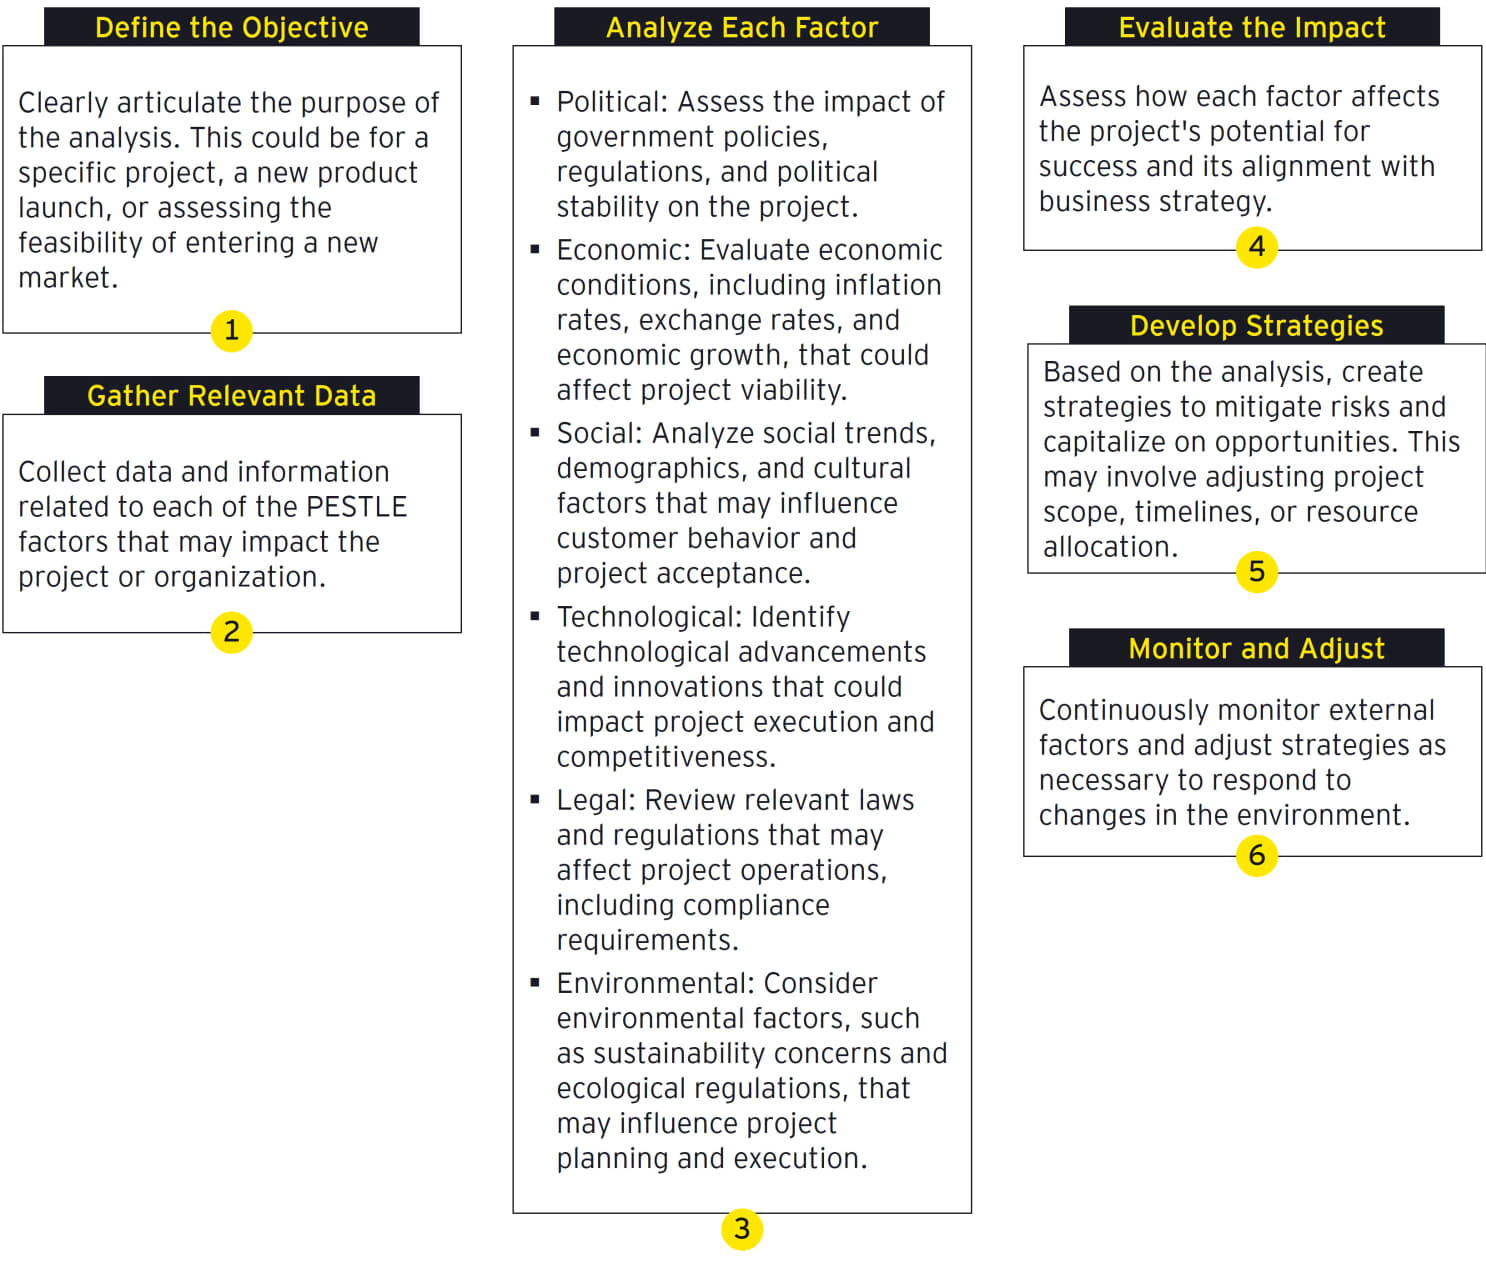 Define the Objective
Clearly articulate the purpose of
the analysis. This could be for a
specific project, a new product
launch, or assessing the
feasibility of entering a new
market.
1
Gather Relevant Data
Collect data and information
related to each of the PESTLE
factors that may impact the
project or organization.
2
Analyze Each Factor
▪ Political: Assess the impact of
government policies,
regulations, and political
stability on the project.
▪ Economic: Evaluate economic
conditions, including inflation
rates, exchange rates, and
economic growth, that could
affect project viability.
▪ Social: Analyze social trends,
demographics, and cultural
factors that may influence
customer behavior and
project acceptance.
▪ Technological: Identify
technological advancements
and innovations that could
impact project execution and
competitiveness.
▪ Legal: Review relevant laws
and regulations that may
affect project operations,
including compliance
requirements.
▪ Environmental: Consider
environmental factors, such
as sustainability concerns and
ecological regulations, that
may influence project
planning and execution.
3
Evaluate the Impact
Assess how each factor affects
the project's potential for
success and its alignment with
business strategy.
4
Develop Strategies
Based on the analysis, create
strategies to mitigate risks and
capitalize on opportunities. This
may involve adjusting project
scope, timelines, or resource
allocation.
5
Monitor and Adjust
Continuously monitor external
factors and adjust strategies as
necessary to respond to
changes in the environment.
6